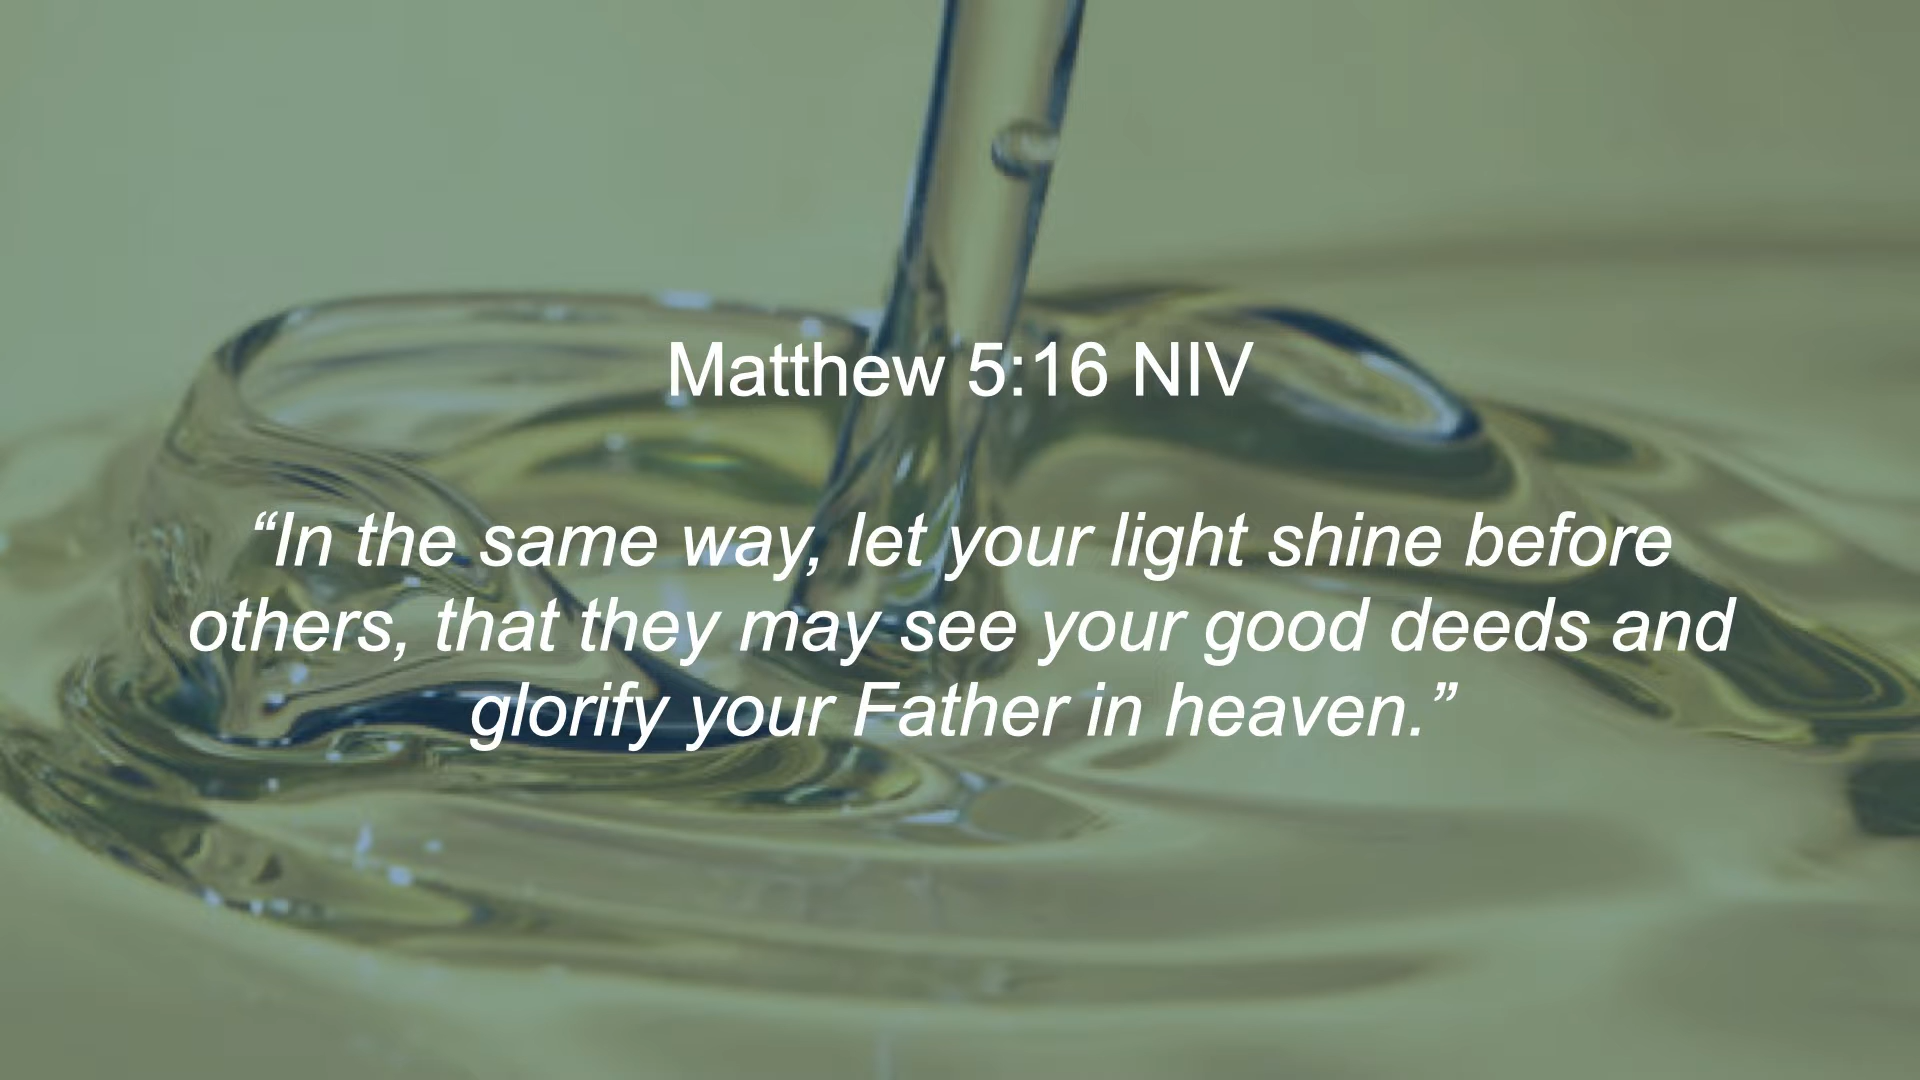 Matthew 5:16 NIV
“In the same way, let your light shine before
others, that they may see your good deeds and
glorify your Father in heaven.”